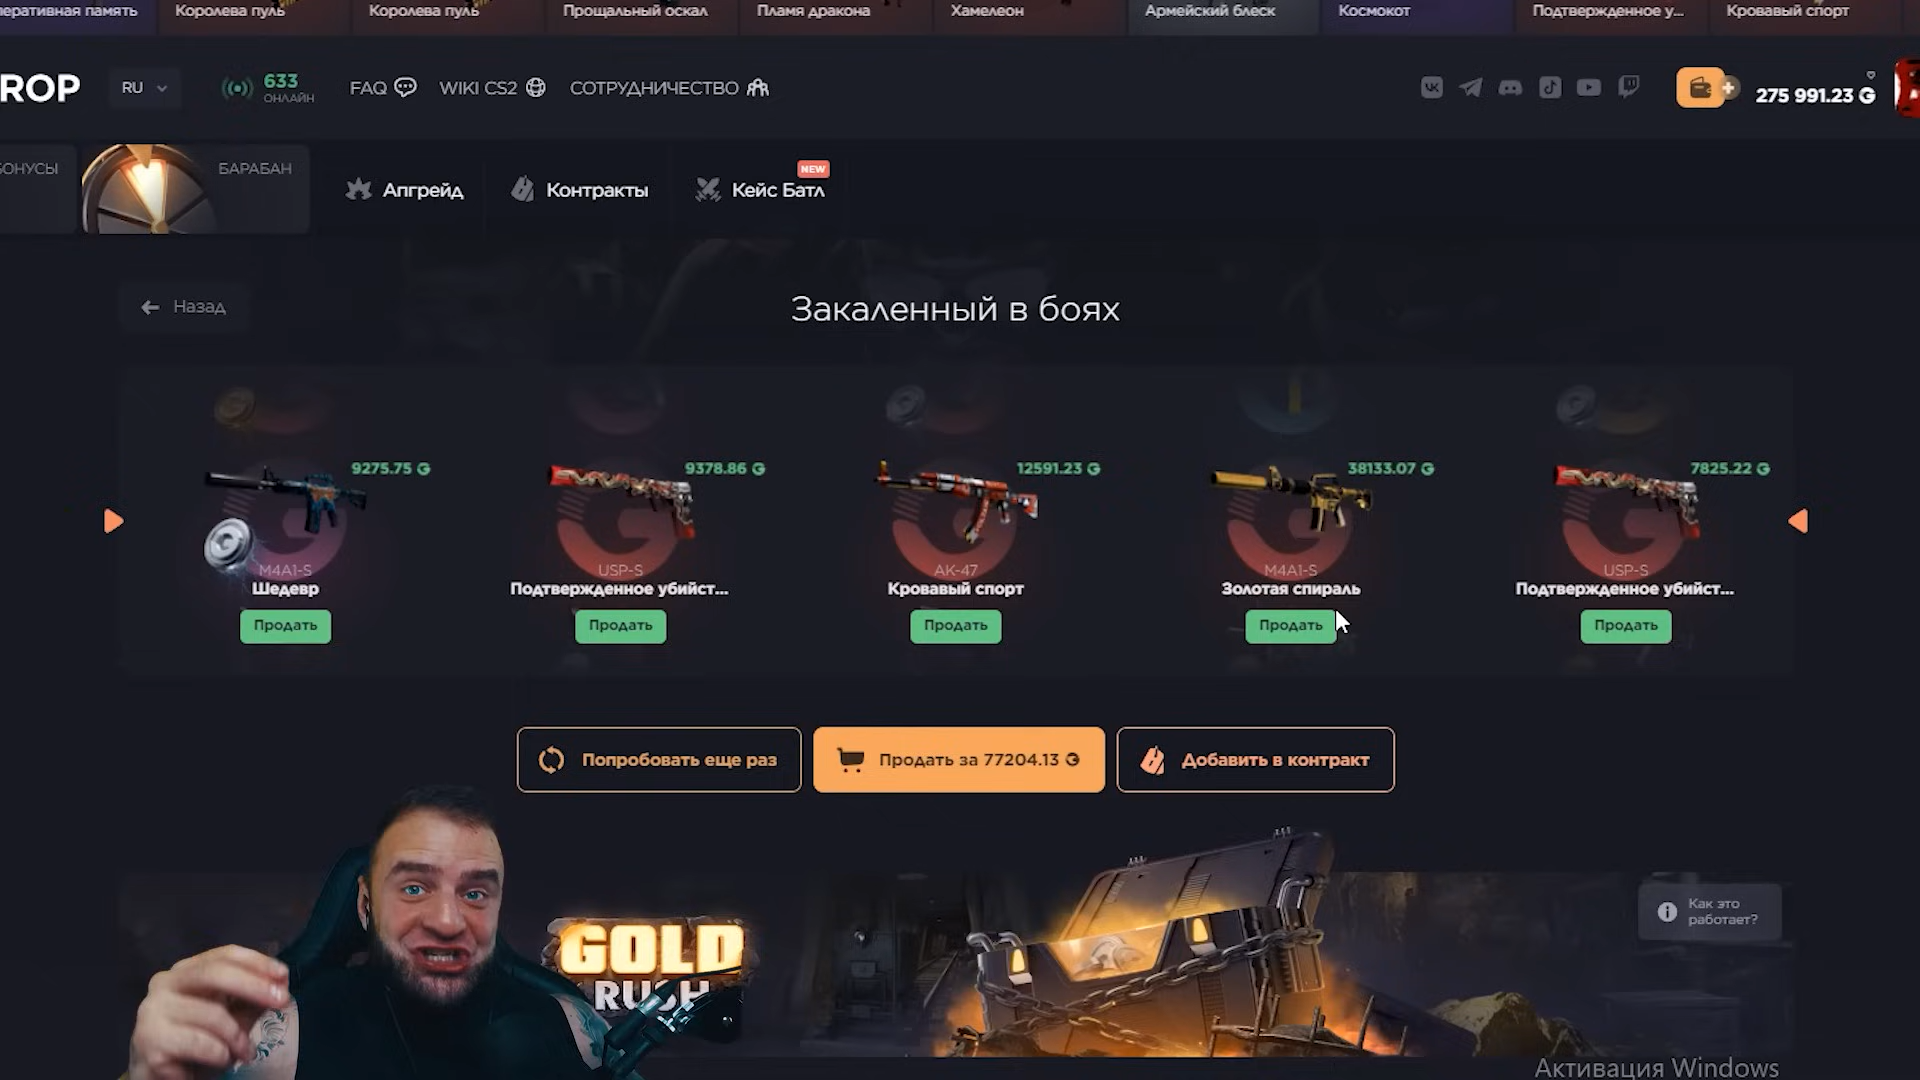 перативная память
Королева пуль
Королева пуль
Прощальный оскал
Пламя дракона
Хамелеон
Армейский блеск
Космокот
Подтвержденное у...
Кровавый спорт
ROP
RU
633
ОНЛАЙН
FAQ
WIKI CS2
СОТРУДНИЧЕСТВО
275 991.23
БОНУСЫ
БАРАБАН
Апгрейд
Контракты
NEW
Кейс Батл
Назад
Закаленный в боях
9275.75
M4A1-S
Шедевр
Продать
9378.86
USP-S
Подтвержденное убийст...
Продать
12591.23
AK-47
Кровавый спорт
Продать
38133.07
M4A1-S
Золотая спираль
Продать
7825.22
USP-S
Подтвержденное убийст...
Продать
Попробовать еще раз
Продать за 77204.13
Добавить в контракт
GOLD
RUSH
Как это
работает?
Активация Windows